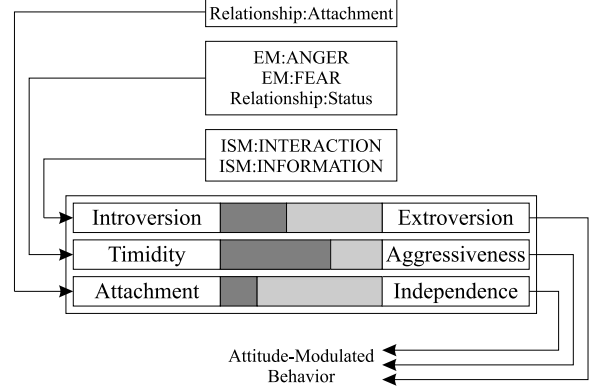 Relationship:Attachment
EM:ANGER
EM:FEAR
Relationship:Status
ISM:INTERACTION
ISM:INFORMATION
Introversion Extroversion
Timidity Aggressiveness
Attachment Independence
Attitude-Modulated
Behavior